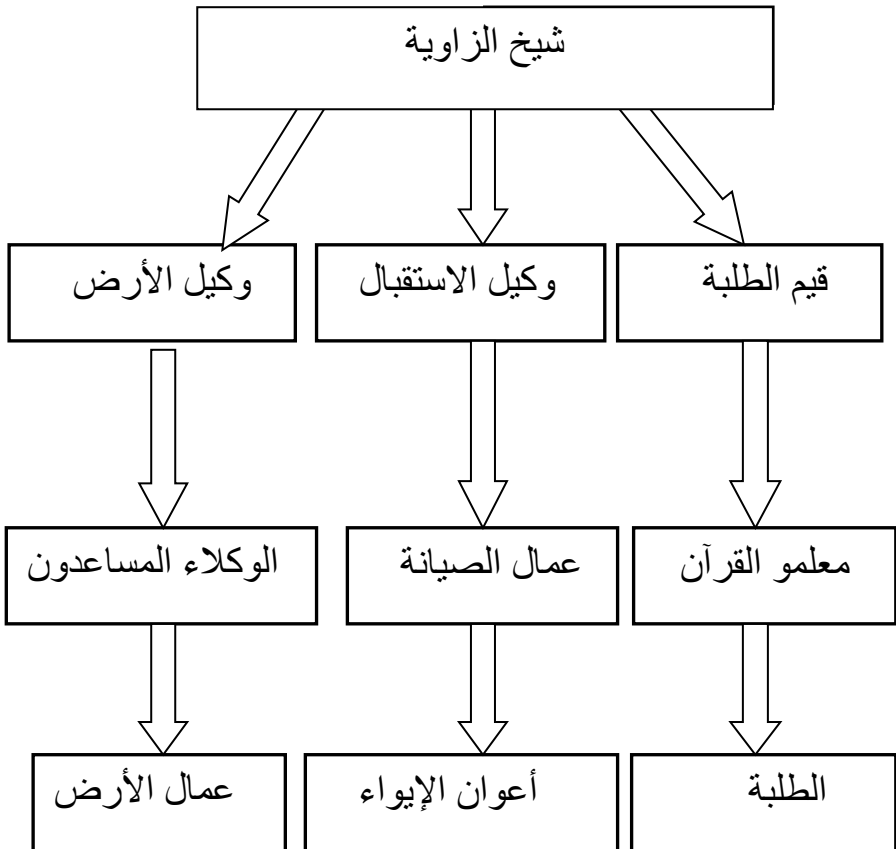 شيخ الزاوية
قيم الطلبة
وكيل الاستقبال
وكيل الأرض
معلمو القرآن
عمال الصيانة
الوكلاء المساعدون
الطلبة
أعوان الإيواء
عمال الأرض